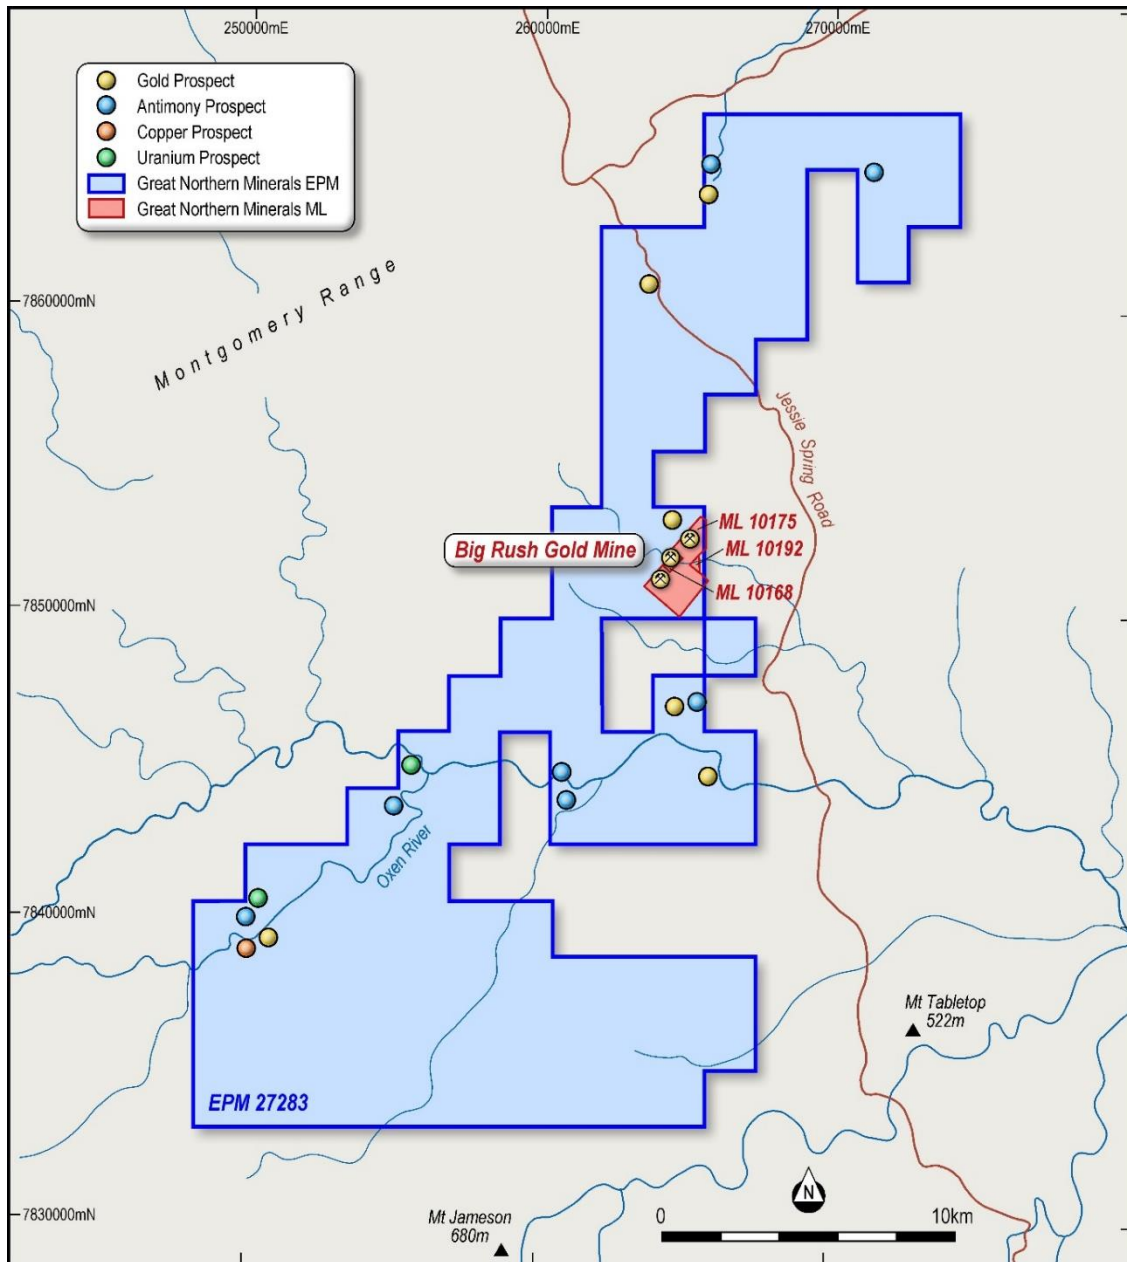 250000mE
260000mE
270000mE
Gold Prospect
Antimony Prospect
Copper Prospect
Uranium Prospect
Great Northern Minerals EPM
Great Northern Minerals ML
Montgomery Range
7860000mN
Jessie Spring Road
ML 10175
Big Rush Gold Mine
ML 10192
ML 10168
7850000mN
Oxen River
7840000mN
Mt Tabletop
522m
EPM 27283
N
7830000mN
Mt Jameson
680m
0
10km